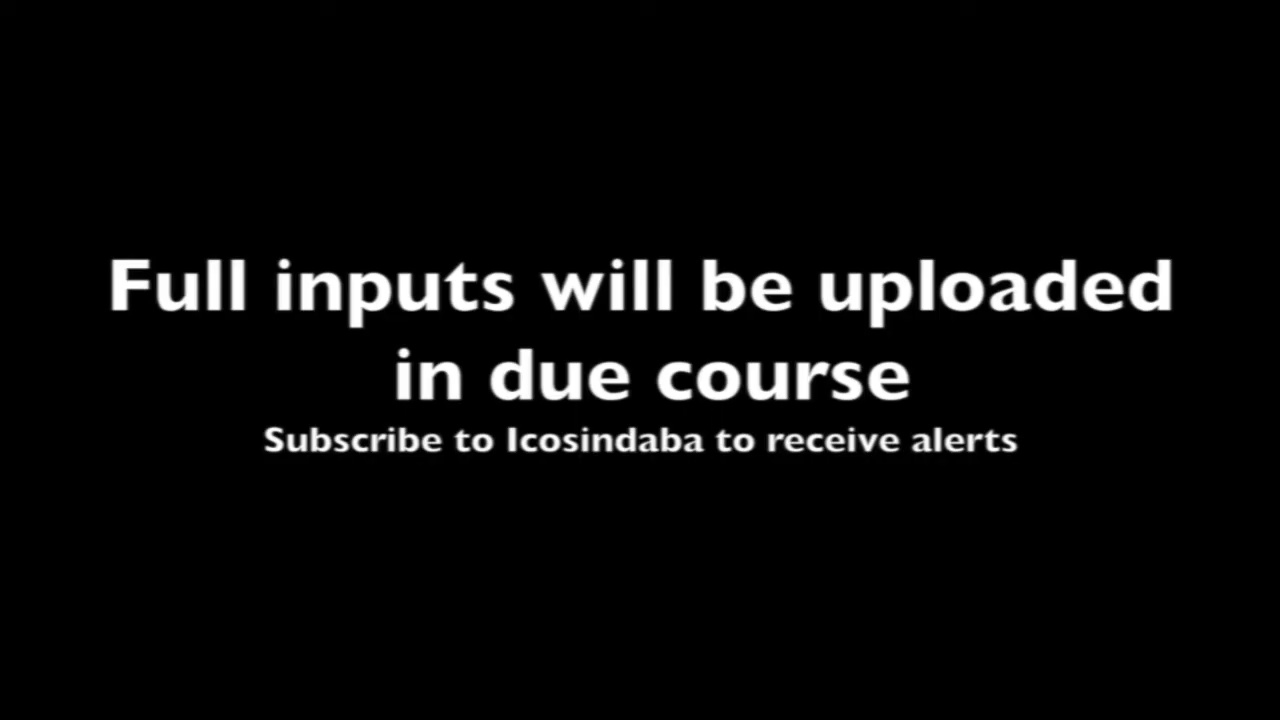 Full inputs will be uploaded
in due course
Subscribe to Icosindaba to receive alerts